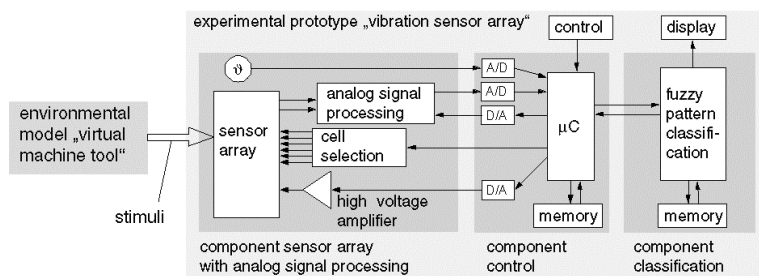 experimental prototype „vibration sensor array“
control
display
ϑ
A/D
analog signal
processing
A/D
D/A
fuzzy
pattern
classifi-
cation
environmental
model „virtual
machine tool“
sensor
array
cell
selection
µC
D/A
high voltage
amplifier
stimuli
memory
memory
component sensor array
with analog signal processing
component
control
component
classification